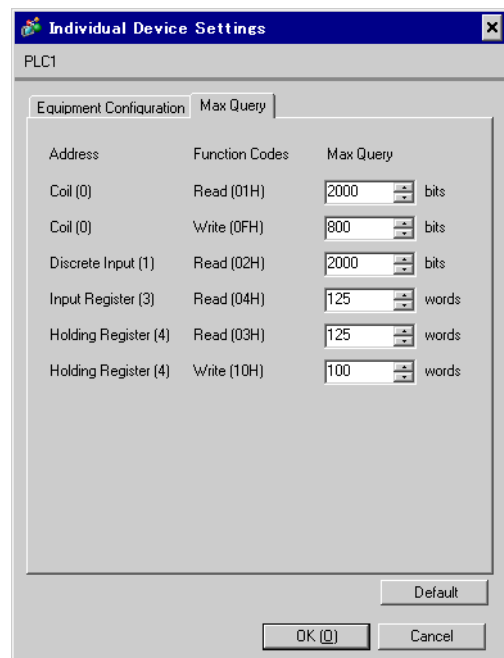 Individual Device Settings
PLC1
Equipment Configuration Max Query
Address Function Codes Max Query
Coil (0) Read (01H) 2000 bits
Coil (0) Write (0FH) 800 bits
Discrete Input (1) Read (02H) 2000 bits
Input Register (3) Read (04H) 125 words
Holding Register (4) Read (03H) 125 words
Holding Register (4) Write (10H) 100 words
Default
OK (O) Cancel